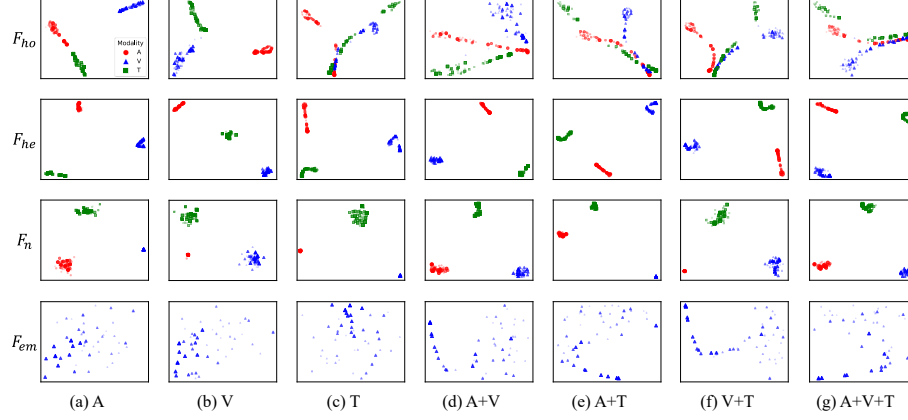 F_ho
Modality
A
V
T
F_he
F_n
F_em
(a) A
(b) V
(c) T
(d) A+V
(e) A+T
(f) V+T
(g) A+V+T